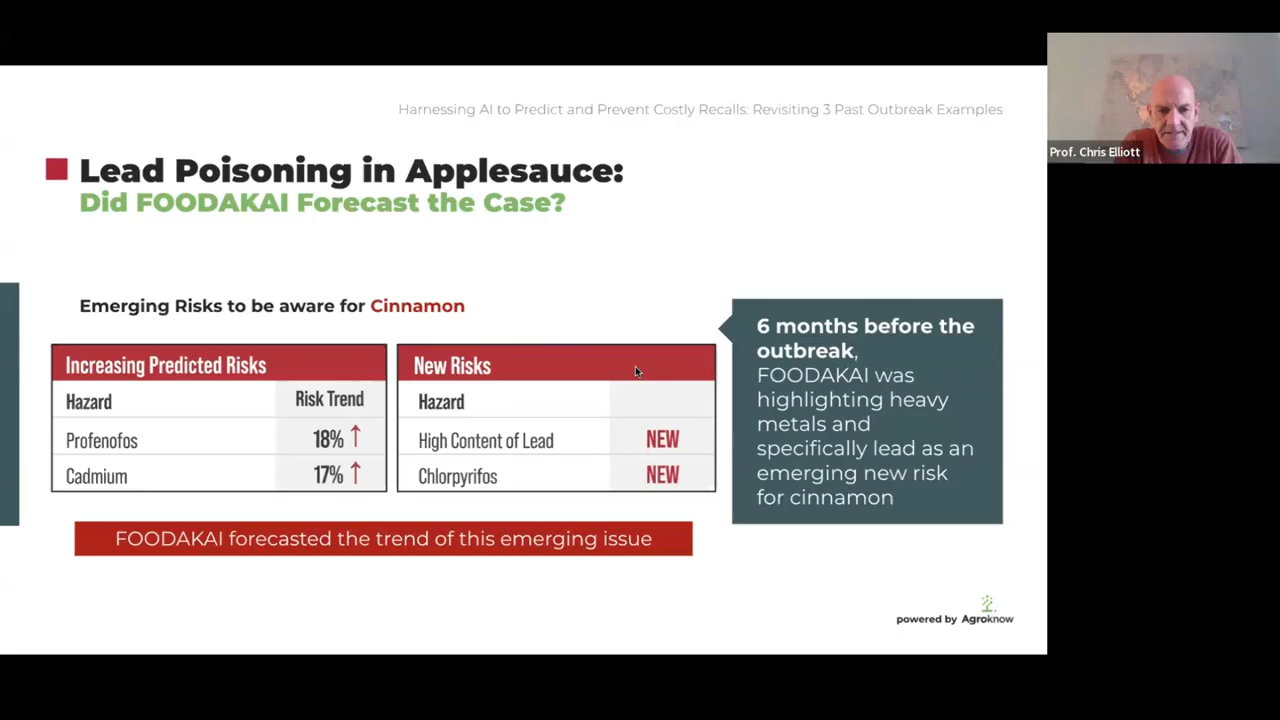 Harnessing AI to Predict and Prevent Costly Recalls: Revisiting 3 Past Outbreak Examples
Prof. Chris Elliott
Lead Poisoning in Applesauce:
Did FOODAKAI Forecast the Case?
Emerging Risks to be aware for Cinnamon
Increasing Predicted Risks
Hazard Risk Trend
Profenofos 18% ↑
Cadmium 17% ↑
New Risks
Hazard
High Content of Lead NEW
Chlorpyrifos NEW
6 months before the
outbreak,
FOODAKAI was
highlighting heavy
metals and
specifically lead as an
emerging new risk
for cinnamon
FOODAKAI forecasted the trend of this emerging issue
powered by Agroknow